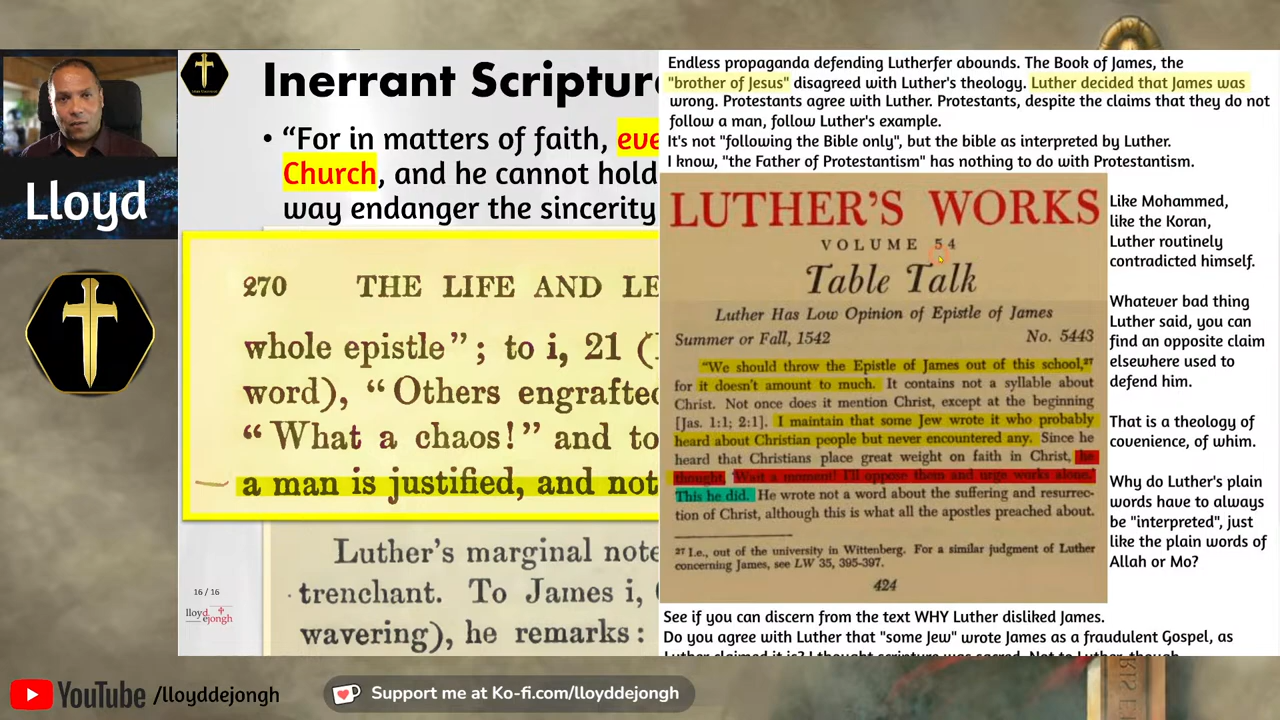 Inerrant Scriptur
• “For in matters of faith, eve
Church, and he cannot hold
way endanger the sincerity
270 THE LIFE AND LE
whole epistle”; to i, 21 (
word), “Others engrafted
“What a chaos!” and to
a man is justified, and not
Luther’s marginal note
trenchant. To James i,
wavering), he remarks:
16 / 16
lloyd
ejongh
Lloyd
Endless propaganda defending Lutherfer abounds. The Book of James, the
"brother of Jesus" disagreed with Luther's theology. Luther decided that James was
wrong. Protestants agree with Luther. Protestants, despite the claims that they do not
follow a man, follow Luther's example.
It's not "following the Bible only", but the bible as interpreted by Luther.
I know, "the Father of Protestantism" has nothing to do with Protestantism.
LUTHER'S WORKS
VOLUME 54
Table Talk
Luther Has Low Opinion of Epistle of James
Summer or Fall, 1542 No. 5443
“We should throw the Epistle of James out of this school,27
for it doesn’t amount to much. It contains not a syllable about
Christ. Not once does it mention Christ, except at the beginning
[Jas. 1:1; 2:1]. I maintain that some Jew wrote it who probably
heard about Christian people but never encountered any. Since he
heard that Christians place great weight on faith in Christ, he
thought, ‘Wait a moment! I’ll oppose them and urge works alone.’
This he did. He wrote not a word about the suffering and resurrec-
tion of Christ, although this is what all the apostles preached about.
27 I.e., out of the university in Wittenberg. For a similar judgment of Luther
concerning James, see LW 35, 395-397.
424
Like Mohammed,
like the Koran,
Luther routinely
contradicted himself.
Whatever bad thing
Luther said, you can
find an opposite claim
elsewhere used to
defend him.
That is a theology of
covenience, of whim.
Why do Luther's plain
words have to always
be "interpreted", just
like the plain words of
Allah or Mo?
See if you can discern from the text WHY Luther disliked James.
Do you agree with Luther that "some Jew" wrote James as a fraudulent Gospel, as
Luther claimed it is? I thought scripture was sacred. Not to Luther, though
YouTube /lloyddejongh
Support me at Ko-fi.com/lloyddejongh